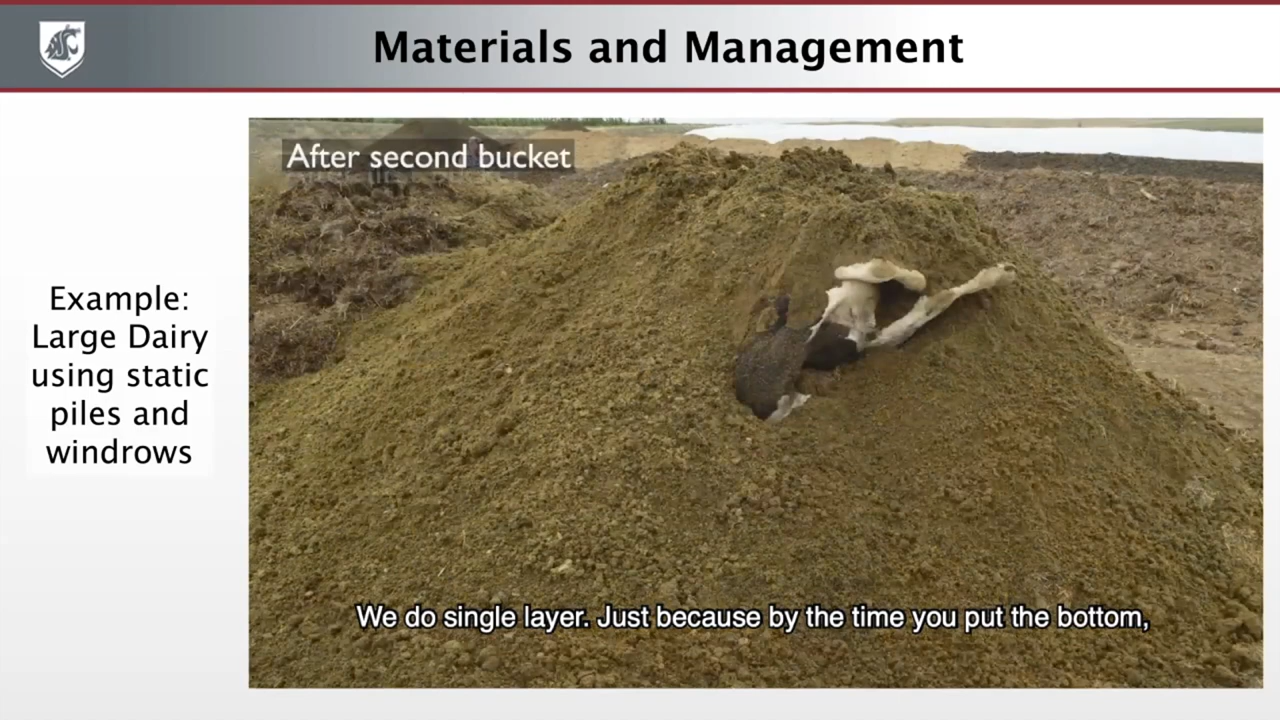 Materials and Management
After second bucket
Example:
Large Dairy
using static
piles and
windrows
We do single layer. Just because by the time you put the bottom,